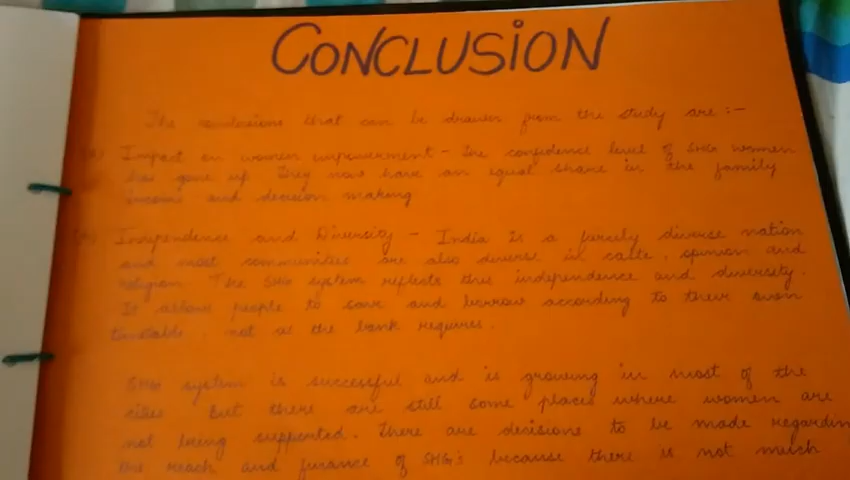 CONCLUSION
The conclusions that can be drawn from the study are :-
Impact on women empowerment - The confidence level of SHG women
has gone up. They now have an equal share in the family
income and decision making
Independence and Diversity - India is a diverse nation
and most communities are also diverse in caste, opinion and
religion. The SHG system reflects this independence and diversity.
It allows people to save and borrow according to their own
timetable, not as the bank requires.
SHG system is successful and is growing in most of the
cities. But there are still some places where women are
not being supported. There are decisions to be made regardin
the reach and finance of SHG's because there is not much